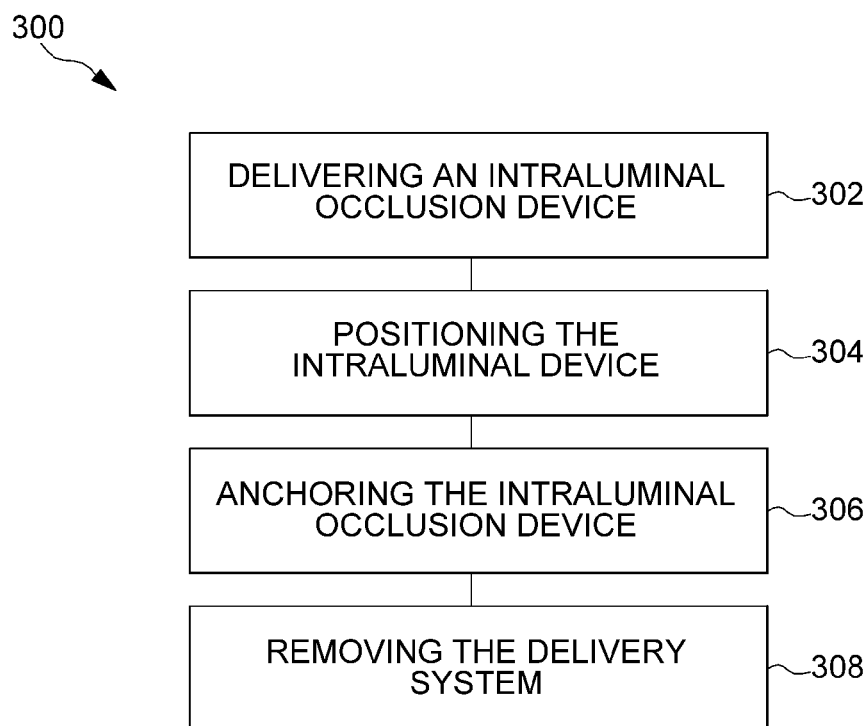 300
DELIVERING AN INTRALUMINAL
OCCLUSION DEVICE
302
POSITIONING THE
INTRALUMINAL DEVICE
304
ANCHORING THE INTRALUMINAL
OCCLUSION DEVICE
306
REMOVING THE DELIVERY
SYSTEM
308